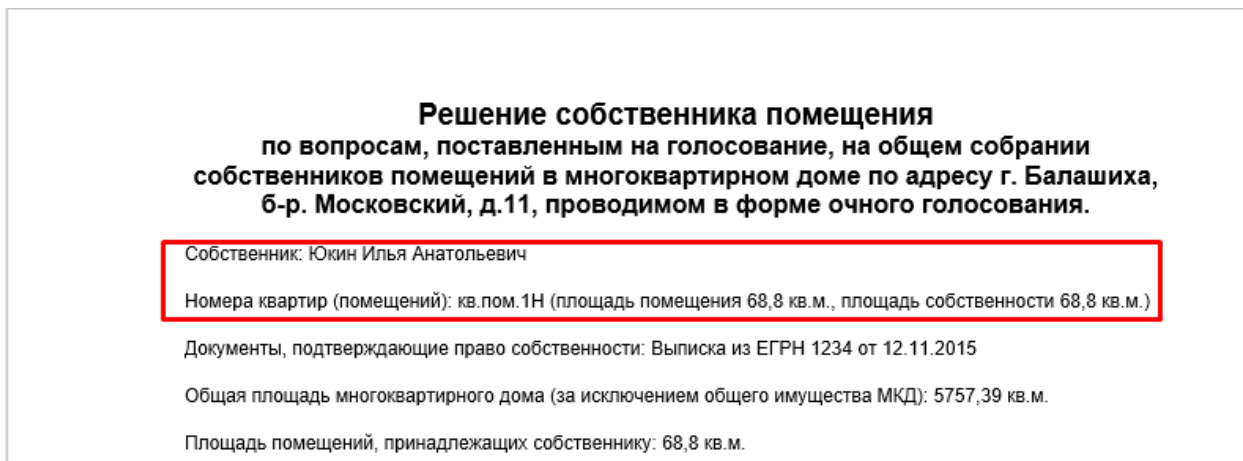 Решение собственника помещения
по вопросам, поставленным на голосование, на общем собрании
собственников помещений в многоквартирном доме по адресу г. Балашиха,
б-р. Московский, д.11, проводимом в форме очного голосования.
Собственник: Юкин Илья Анатольевич
Номера квартир (помещений): кв.пом.1Н (площадь помещения 68,8 кв.м., площадь собственности 68,8 кв.м.)
Документы, подтверждающие право собственности: Выписка из ЕГРН 1234 от 12.11.2015
Общая площадь многоквартирного дома (за исключением общего имущества МКД): 5757,39 кв.м.
Площадь помещений, принадлежащих собственнику: 68,8 кв.м.